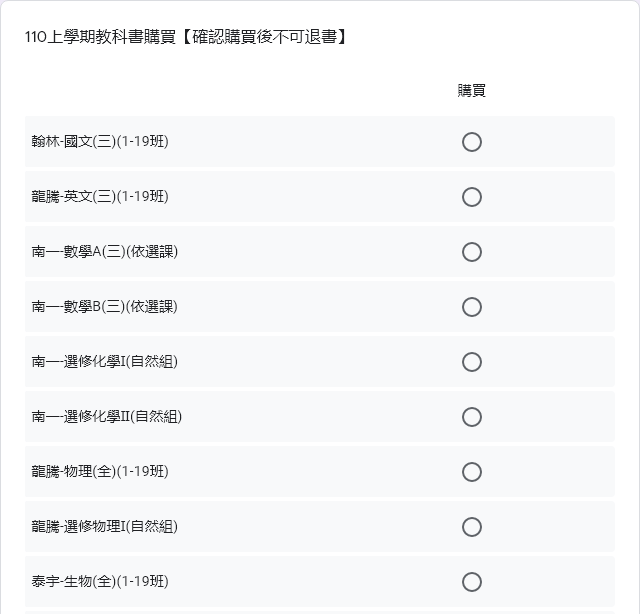 110上學期教科書購買【確認購買後不可退書】
購買
翰林-國文(三)(1-19班)
龍騰-英文(三)(1-19班)
南一-數學A(三)(依選課)
南一-數學B(三)(依選課)
南一-選修化學I(自然組)
南一-選修化學II(自然組)
龍騰-物理(全)(1-19班)
龍騰-選修物理I(自然組)
泰宇-生物(全)(1-19班)